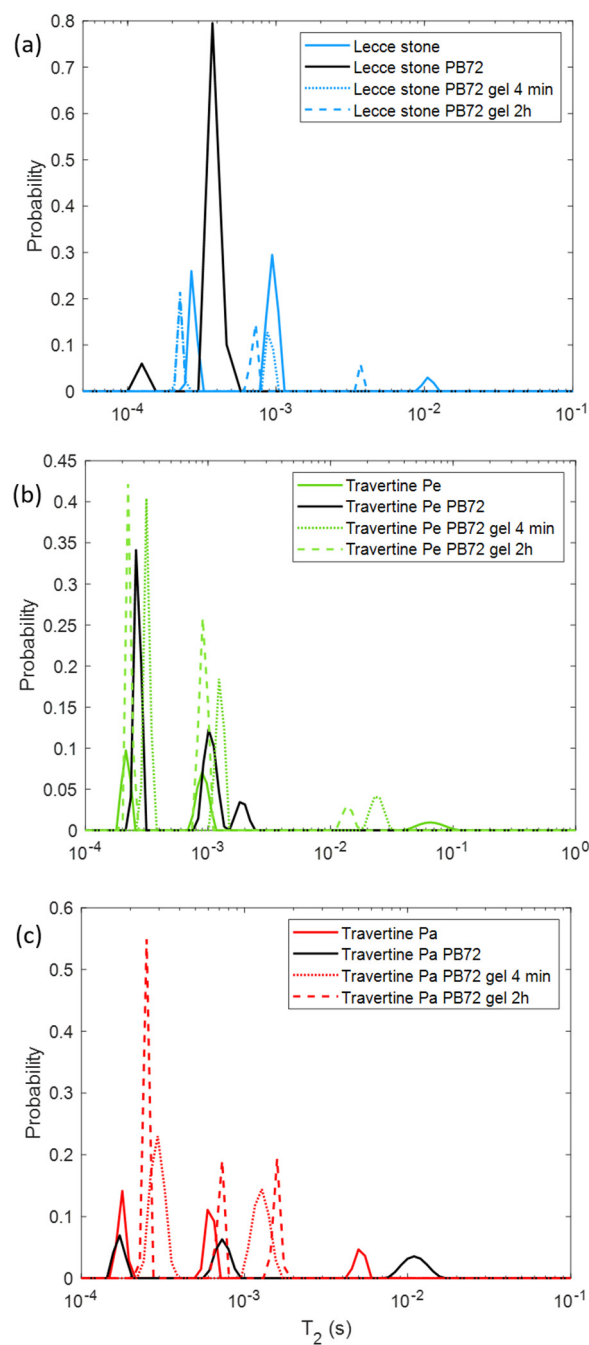 (a)
0.8
0.7
0.6
0.5
0.4
0.3
0.2
0.1
0
Probability
Lecce stone
Lecce stone PB72
Lecce stone PB72 gel 4 min
Lecce stone PB72 gel 2h
10⁻⁴ 10⁻³ 10⁻² 10⁻¹
(b)
0.45
0.4
0.35
0.3
0.25
0.2
0.15
0.1
0.05
0
Probability
Travertine Pe
Travertine Pe PB72
Travertine Pe PB72 gel 4 min
Travertine Pe PB72 gel 2h
10⁻⁴ 10⁻³ 10⁻² 10⁻¹ 10⁰
(c)
0.6
0.5
0.4
0.3
0.2
0.1
0
Probability
Travertine Pa
Travertine Pa PB72
Travertine Pa PB72 gel 4 min
Travertine Pa PB72 gel 2h
10⁻⁴ 10⁻³ 10⁻² 10⁻¹
T₂ (s)